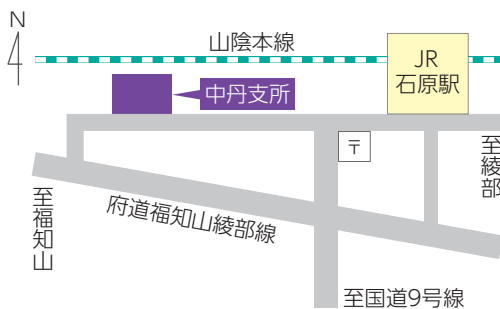 N
山陰本線
JR
石原駅
中丹支所
〒
至綾部
府道福知山綾部線
至福知山
至国道9号線